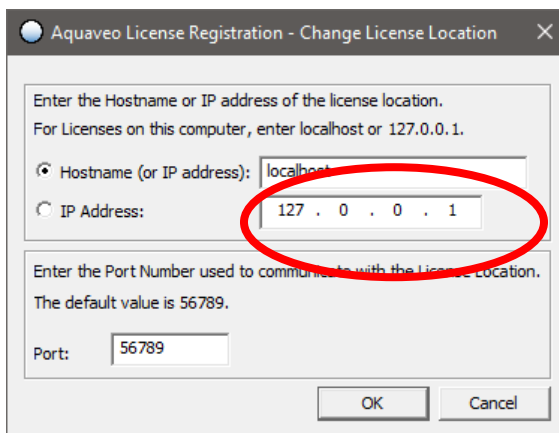 Aquaveo License Registration - Change License Location
Enter the Hostname or IP address of the license location.
For Licenses on this computer, enter localhost or 127.0.0.1.
Hostname (or IP address): localhost
IP Address: 127 . 0 . 0 . 1
Enter the Port Number used to communicate with the License Location.
The default value is 56789.
Port: 56789
OK Cancel